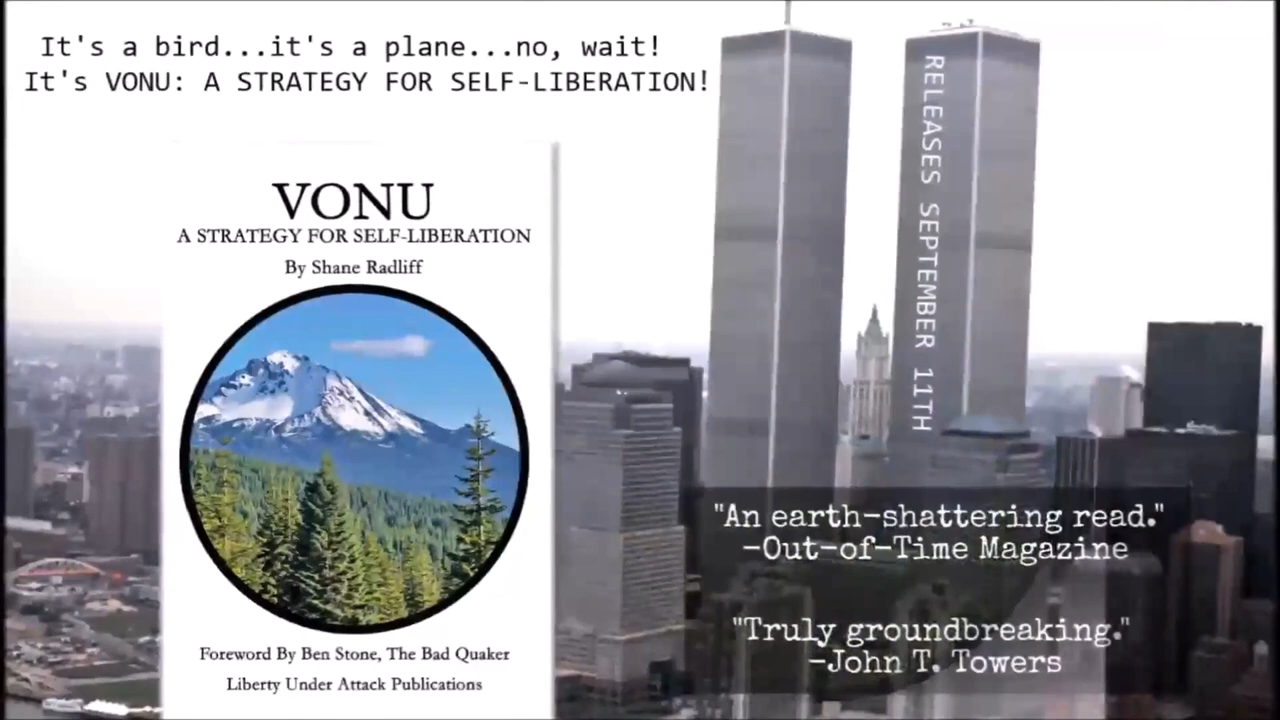 It's a bird...it's a plane...no, wait!
It's VONU: A STRATEGY FOR SELF-LIBERATION!
VONU
A STRATEGY FOR SELF-LIBERATION
By Shane Radliff
Foreword By Ben Stone, The Bad Quaker
Liberty Under Attack Publications
RELEASES SEPTEMBER 11TH
"An earth-shattering read."
-Out-of-Time Magazine
"Truly groundbreaking."
-John T. Towers